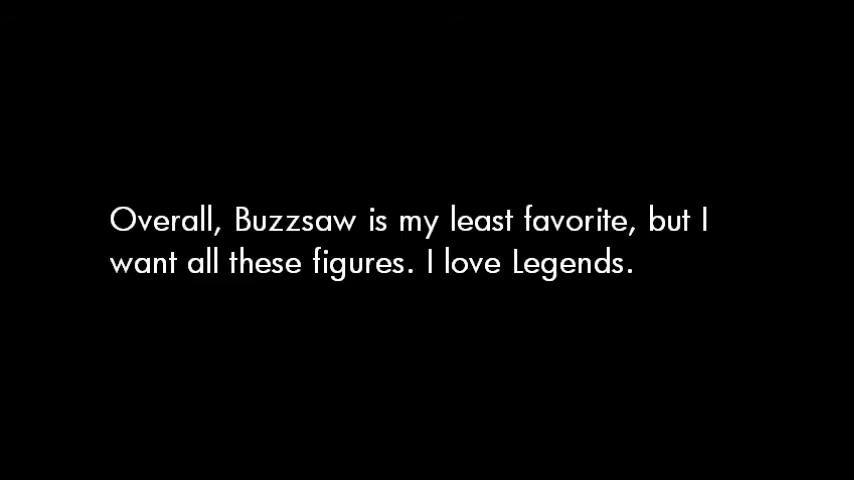 Overall, Buzzsaw is my least favorite, but I
want all these figures. I love Legends.